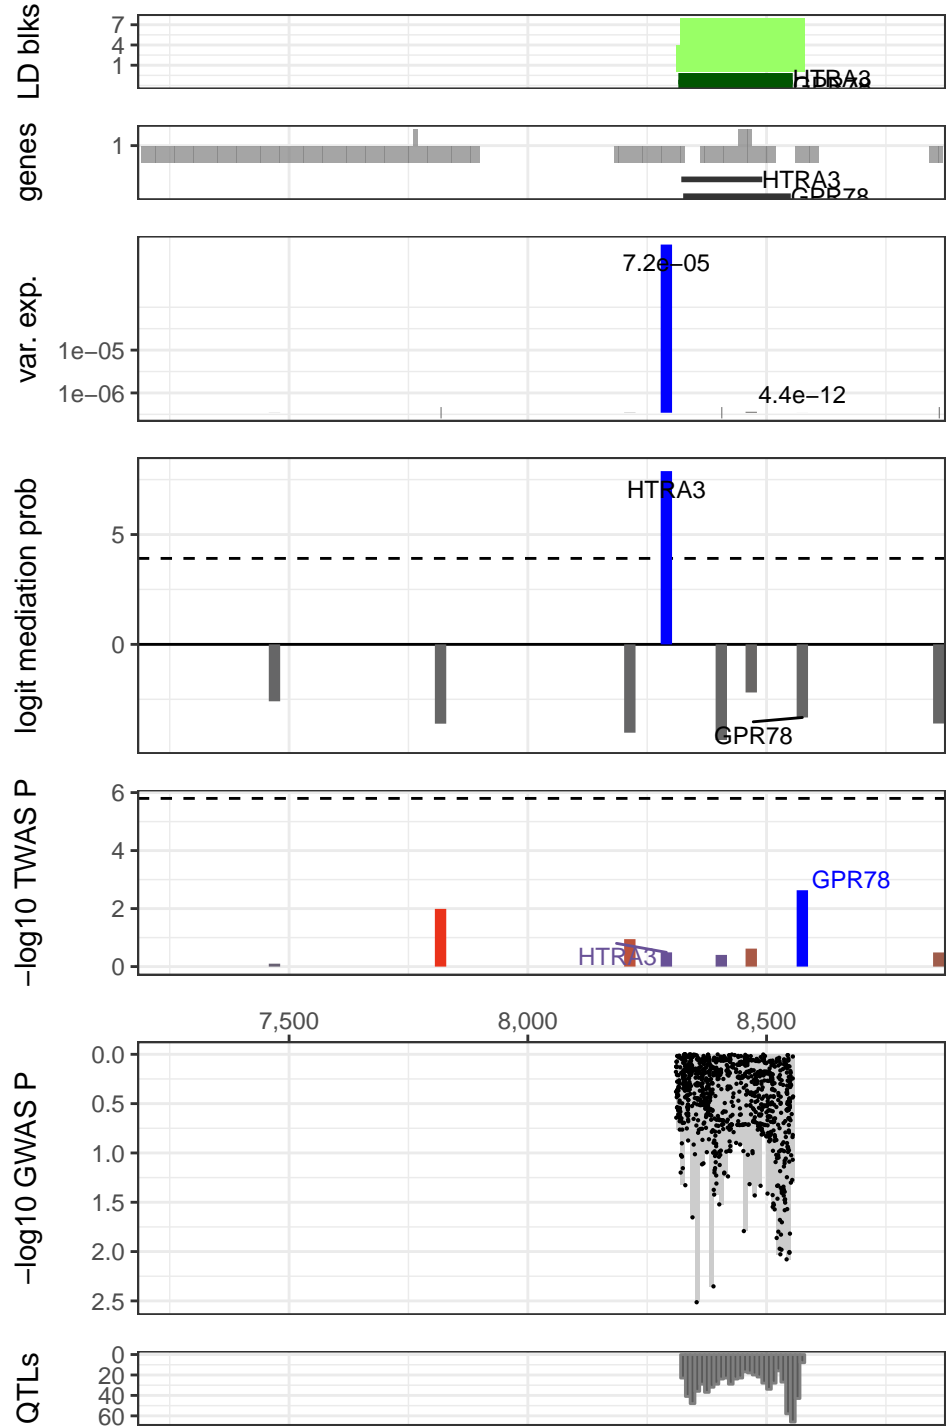 LD blks
7
4
1
HTRA3
GPR78
genes
1
HTRA3
GPR78
var. exp.
7.2e−05
1e−05
1e−06
4.4e−12
logit mediation prob
HTRA3
5
0
GPR78
−log10 TWAS P
6
4
2
0
GPR78
HTRA3
7,500 8,000 8,500
−log10 GWAS P
0.0
0.5
1.0
1.5
2.0
2.5
QTLs
0
20
40
60